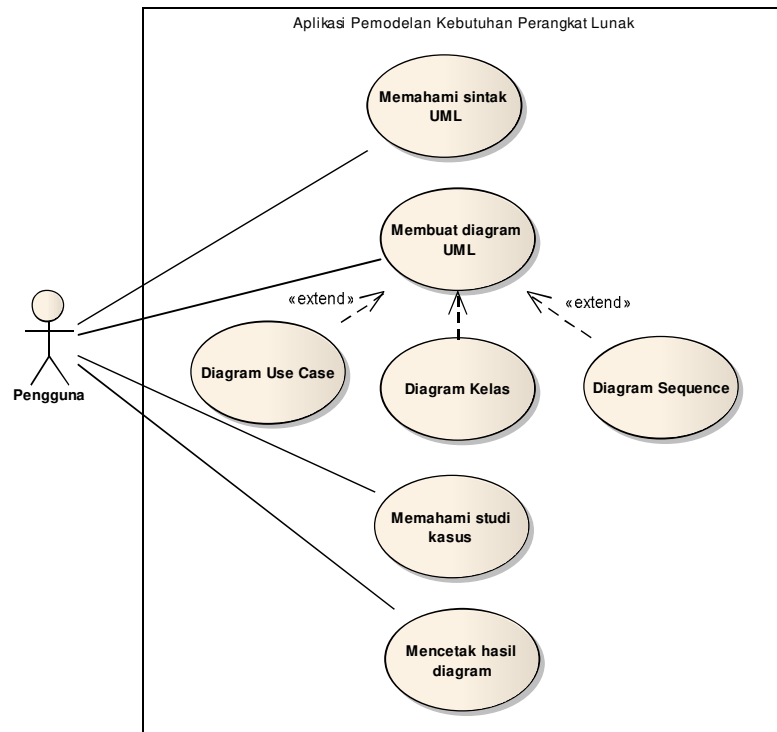 Aplikasi Pemodelan Kebutuhan Perangkat Lunak
Memahami sintak
UML
Membuat diagram
UML
«extend»
«extend»
Diagram Use Case
Diagram Kelas
Diagram Sequence
Pengguna
Memahami studi
kasus
Mencetak hasil
diagram